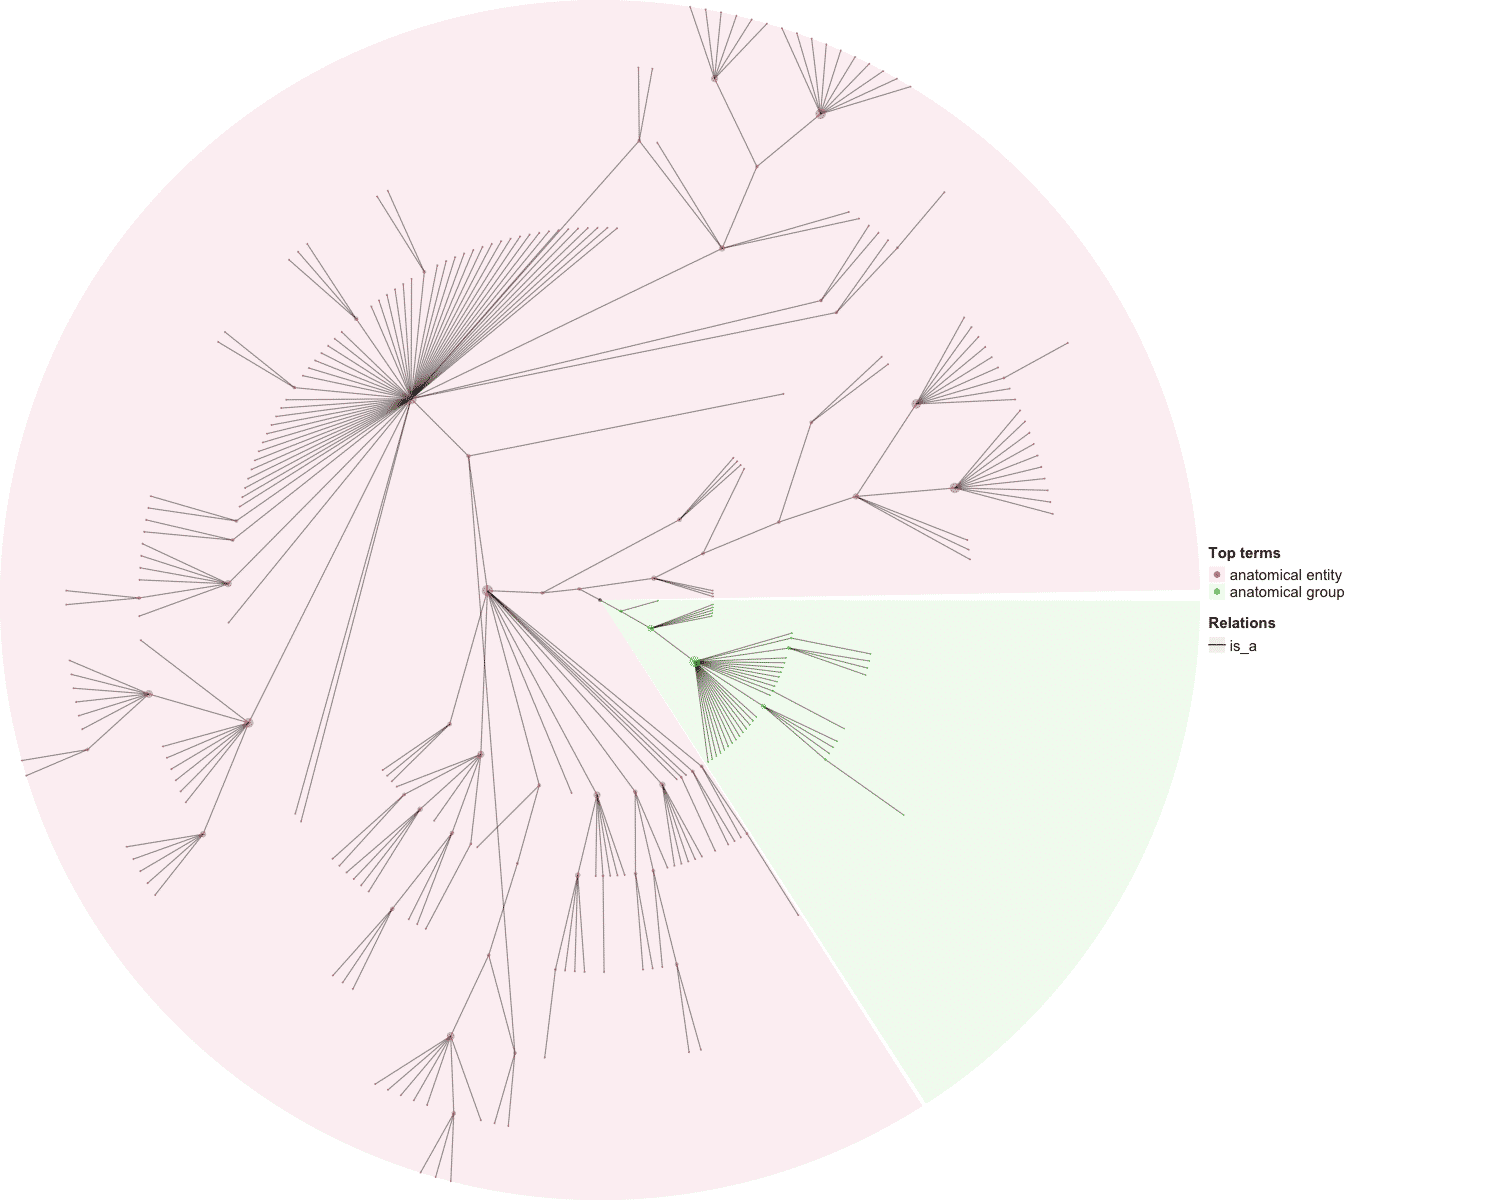 Top terms
anatomical entity
anatomical group
Relations
is_a